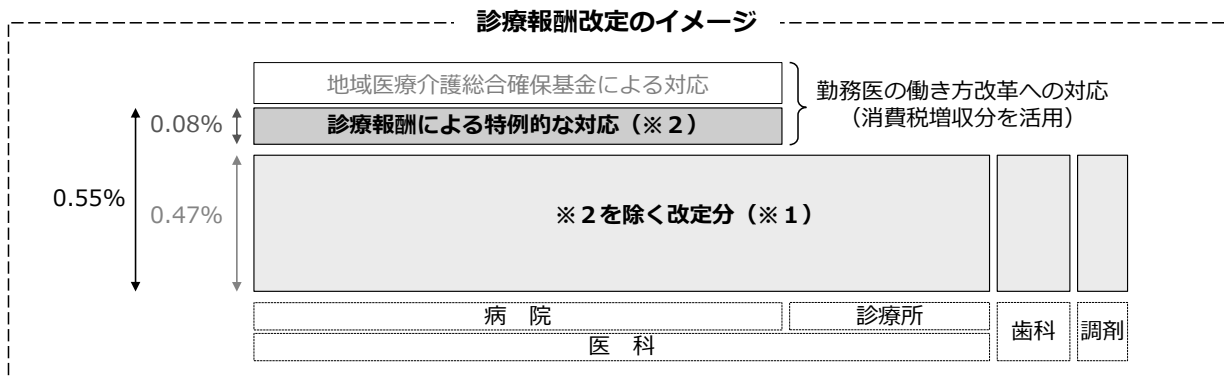 診療報酬改定のイメージ
地域医療介護総合確保基金による対応
勤務医の働き方改革への対応
（消費税増収分を活用）
0.08%
診療報酬による特例的な対応（※２）
0.55%
0.47%
※２を除く改定分（※１）
病　院
診療所
歯科
調剤
医　科